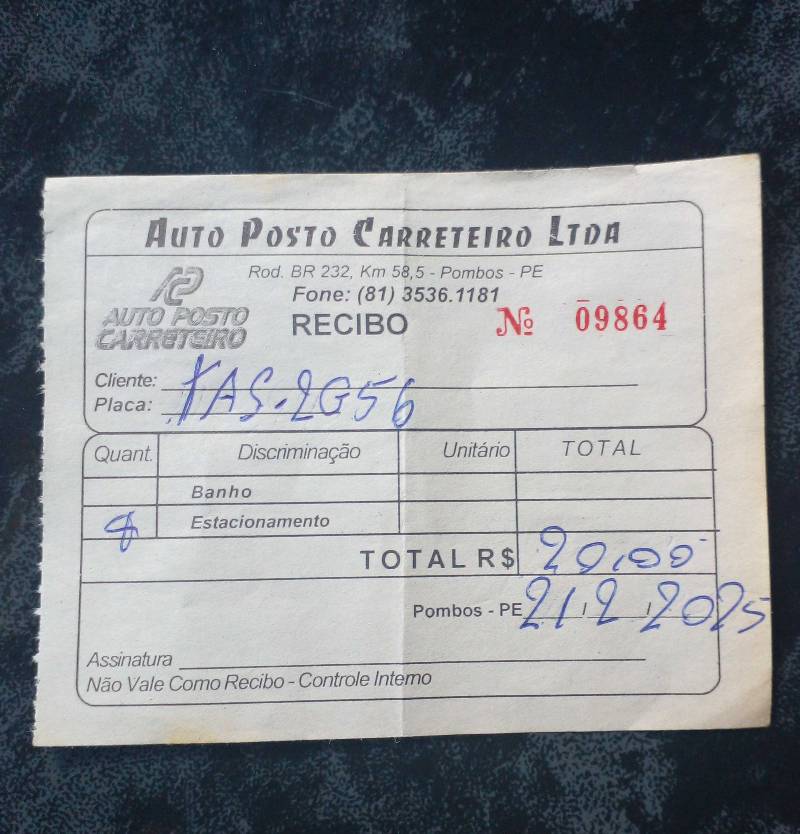 AUTO POSTO CARRETEIRO LTDA
Rod. BR 232, Km 58,5 - Pombos - PE
Fone: (81) 3536.1181
AUTO POSTO
CARRETEIRO
RECIBO Nº 09864
Cliente:
Placa: KAS-2G56
Quant. Discriminação Unitário TOTAL
Banho
Estacionamento
TOTAL R$ 20,00
Pombos - PE 21/2/2025
Assinatura
Não Vale Como Recibo - Controle Interno